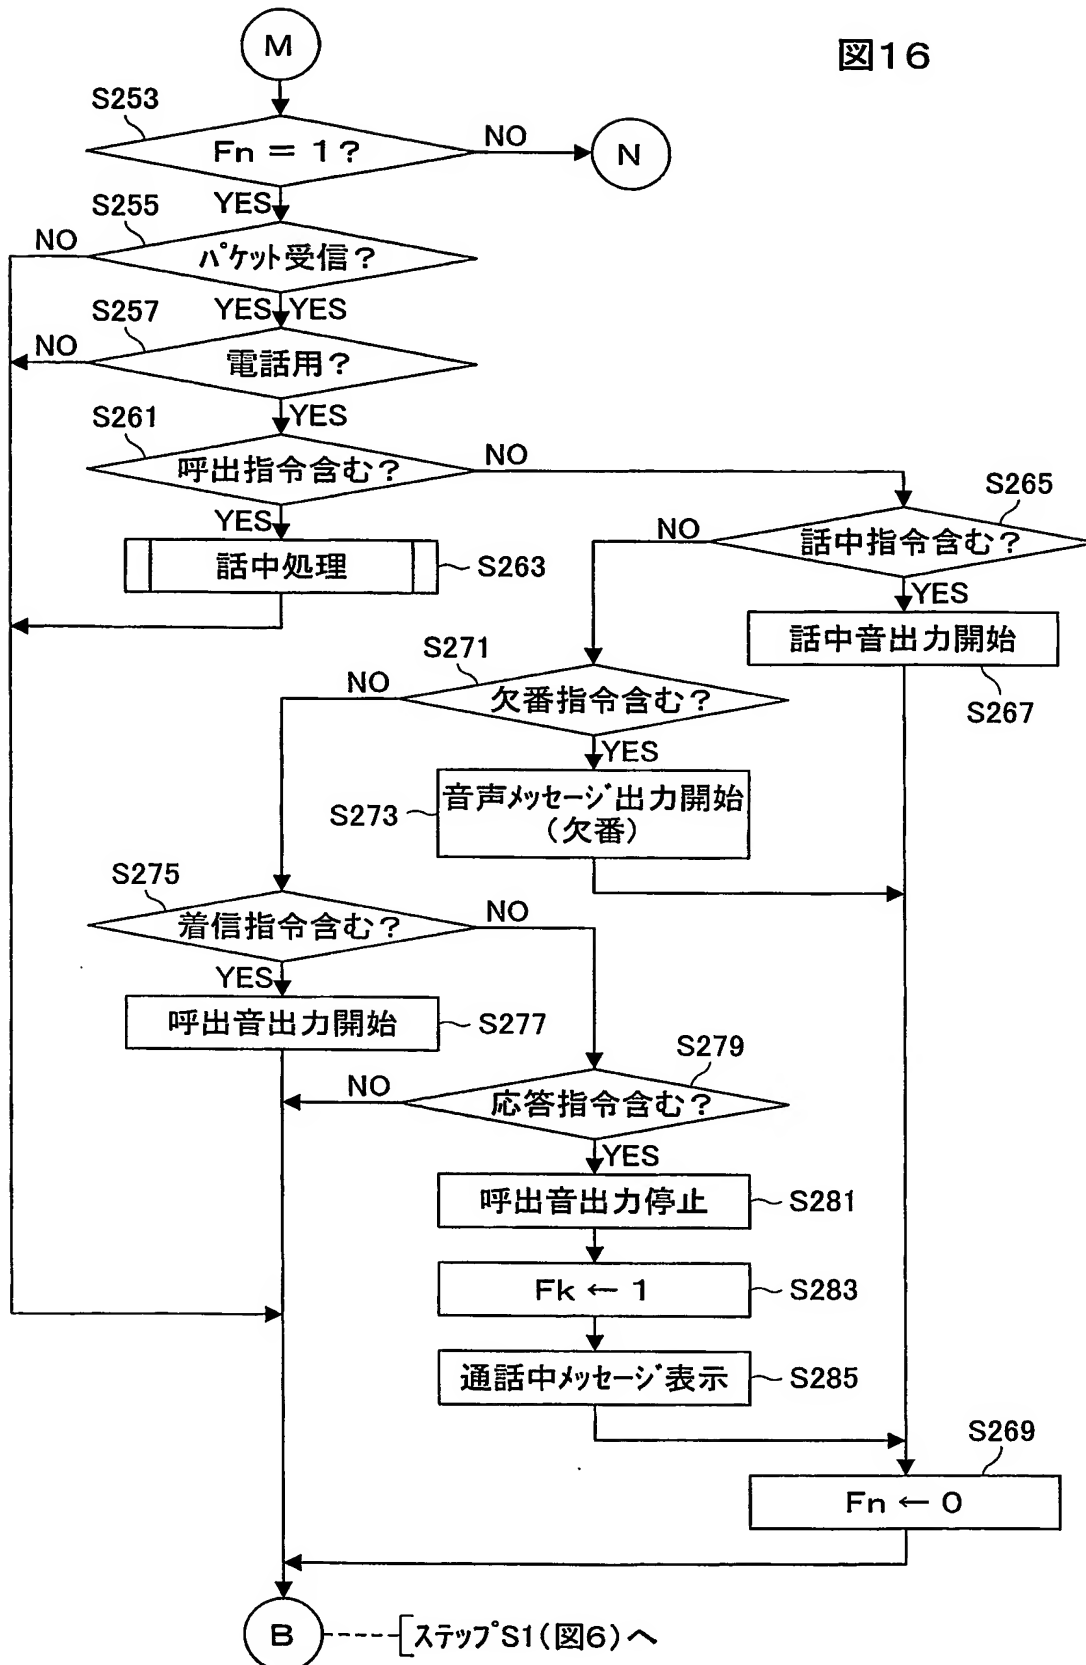 図16
M
S253
Fn = 1?
NO
N
YES
S255
NO
パケット受信?
YES YES
S257
NO
電話用?
YES
S261
呼出指令含む?
NO
YES
S265
NO
話中指令含む?
話中処理
S263
YES
話中音出力開始
S267
S271
NO
欠番指令含む?
YES
S273
音声メッセージ出力開始
(欠番)
S275
着信指令含む?
NO
YES
呼出音出力開始
S277
S279
NO
応答指令含む?
YES
呼出音出力停止
S281
Fk ← 1
S283
通話中メッセージ表示
S285
S269
Fn ← 0
B
ステップS1(図6)へ